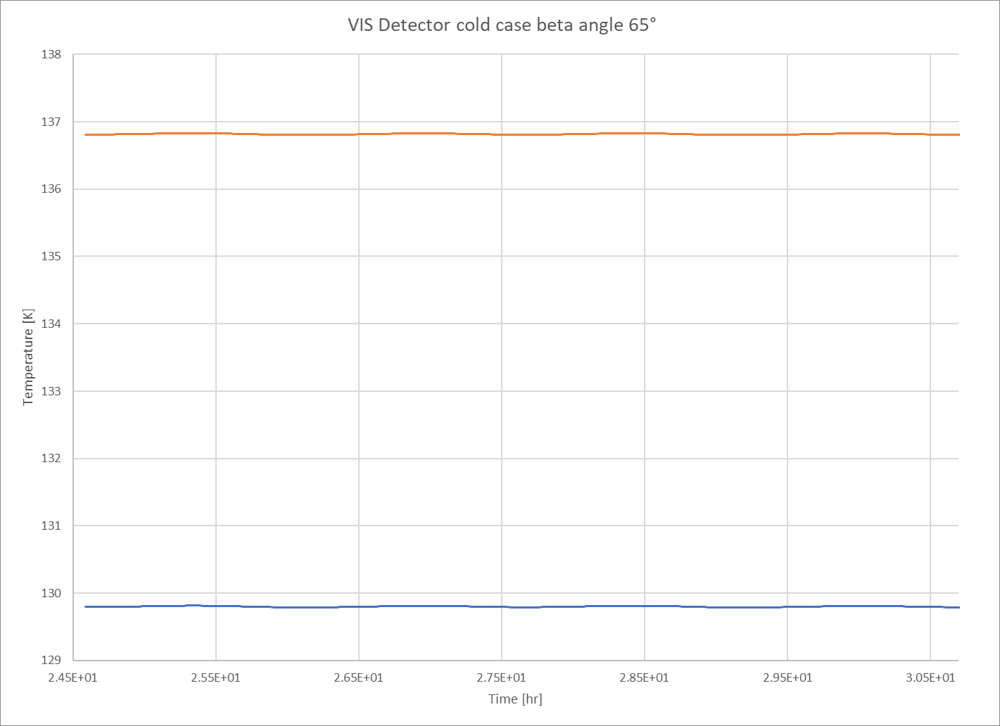 VIS Detector cold case beta angle 65°
138
137
136
135
134
133
132
131
130
129
Temperature [K]
2.45E+01 2.55E+01 2.65E+01 2.75E+01 2.85E+01 2.95E+01 3.05E+01
Time [hr]